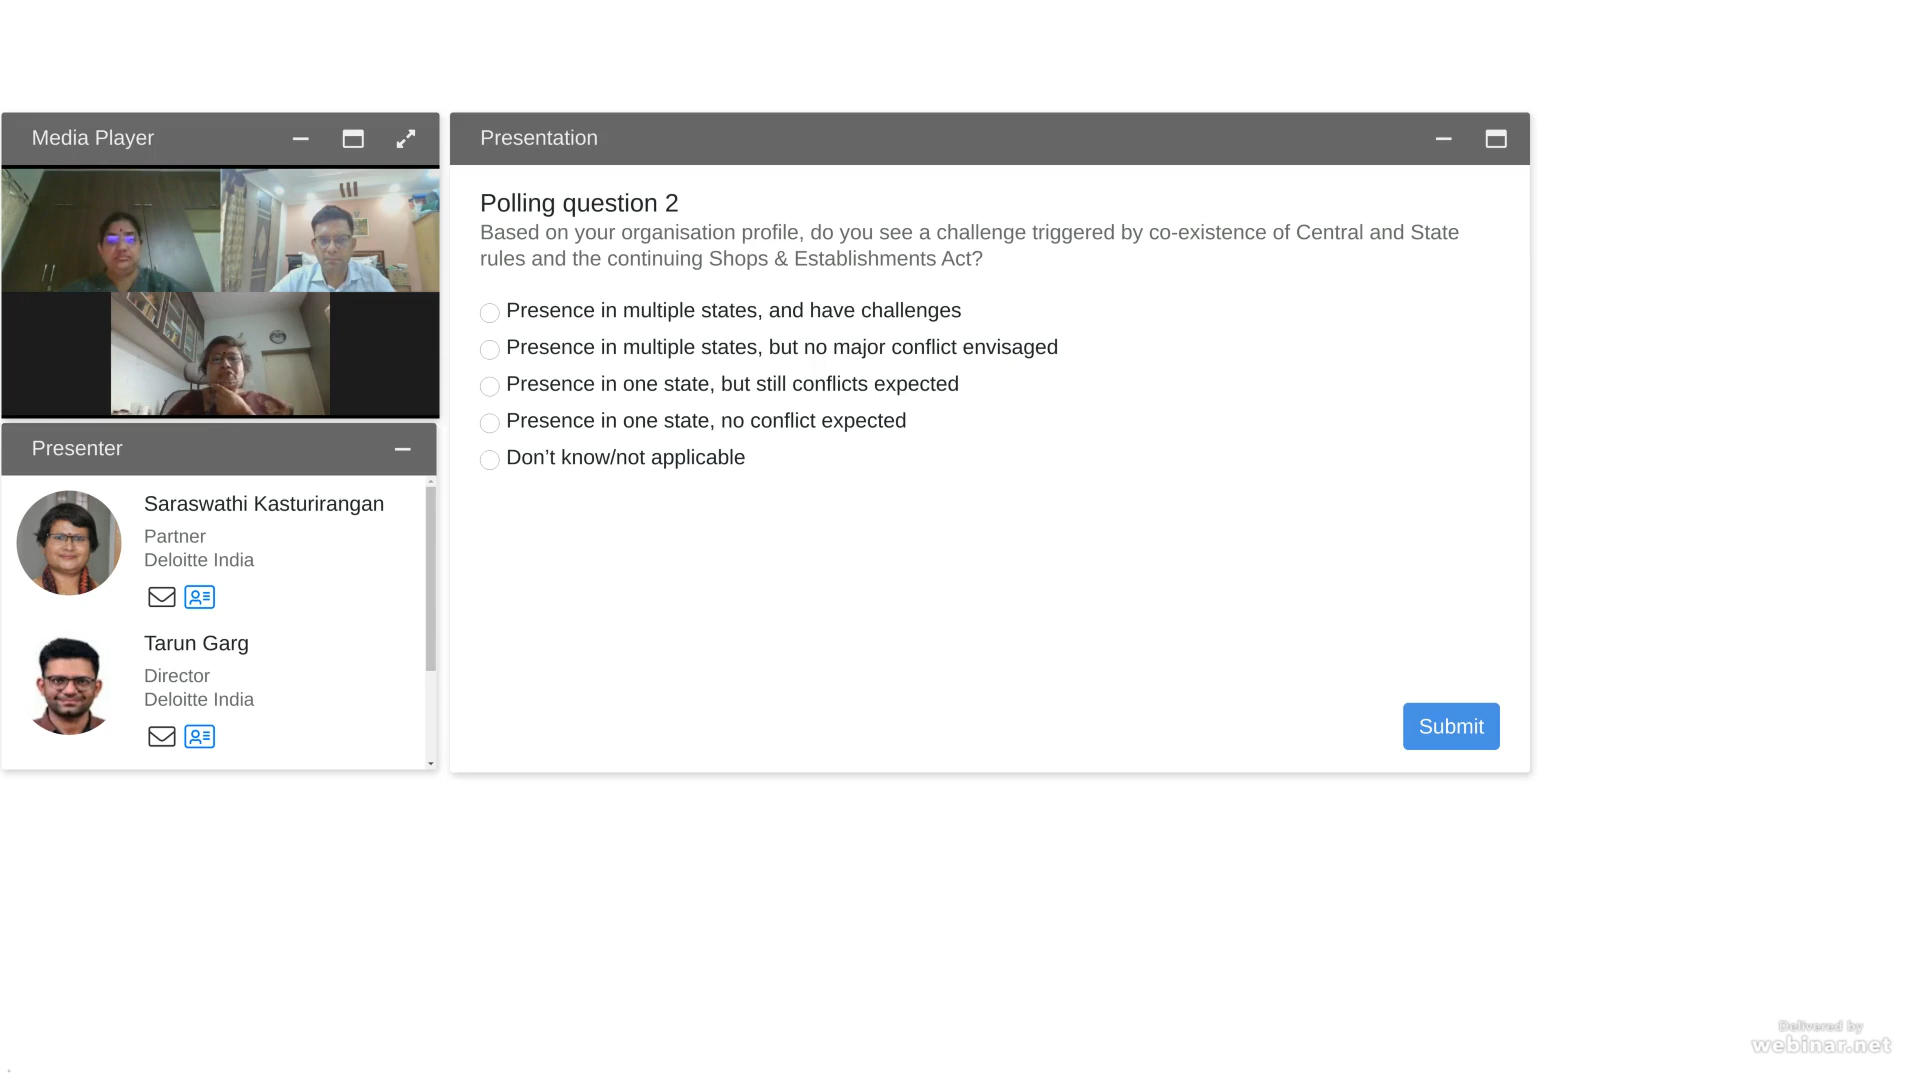 Media Player
Presentation
Polling question 2
Based on your organisation profile, do you see a challenge triggered by co-existence of Central and State
rules and the continuing Shops & Establishments Act?
Presence in multiple states, and have challenges
Presence in multiple states, but no major conflict envisaged
Presence in one state, but still conflicts expected
Presence in one state, no conflict expected
Don’t know/not applicable
Submit
Presenter
Saraswathi Kasturirangan
Partner
Deloitte India
Tarun Garg
Director
Deloitte India
Delivered by
webinar.net